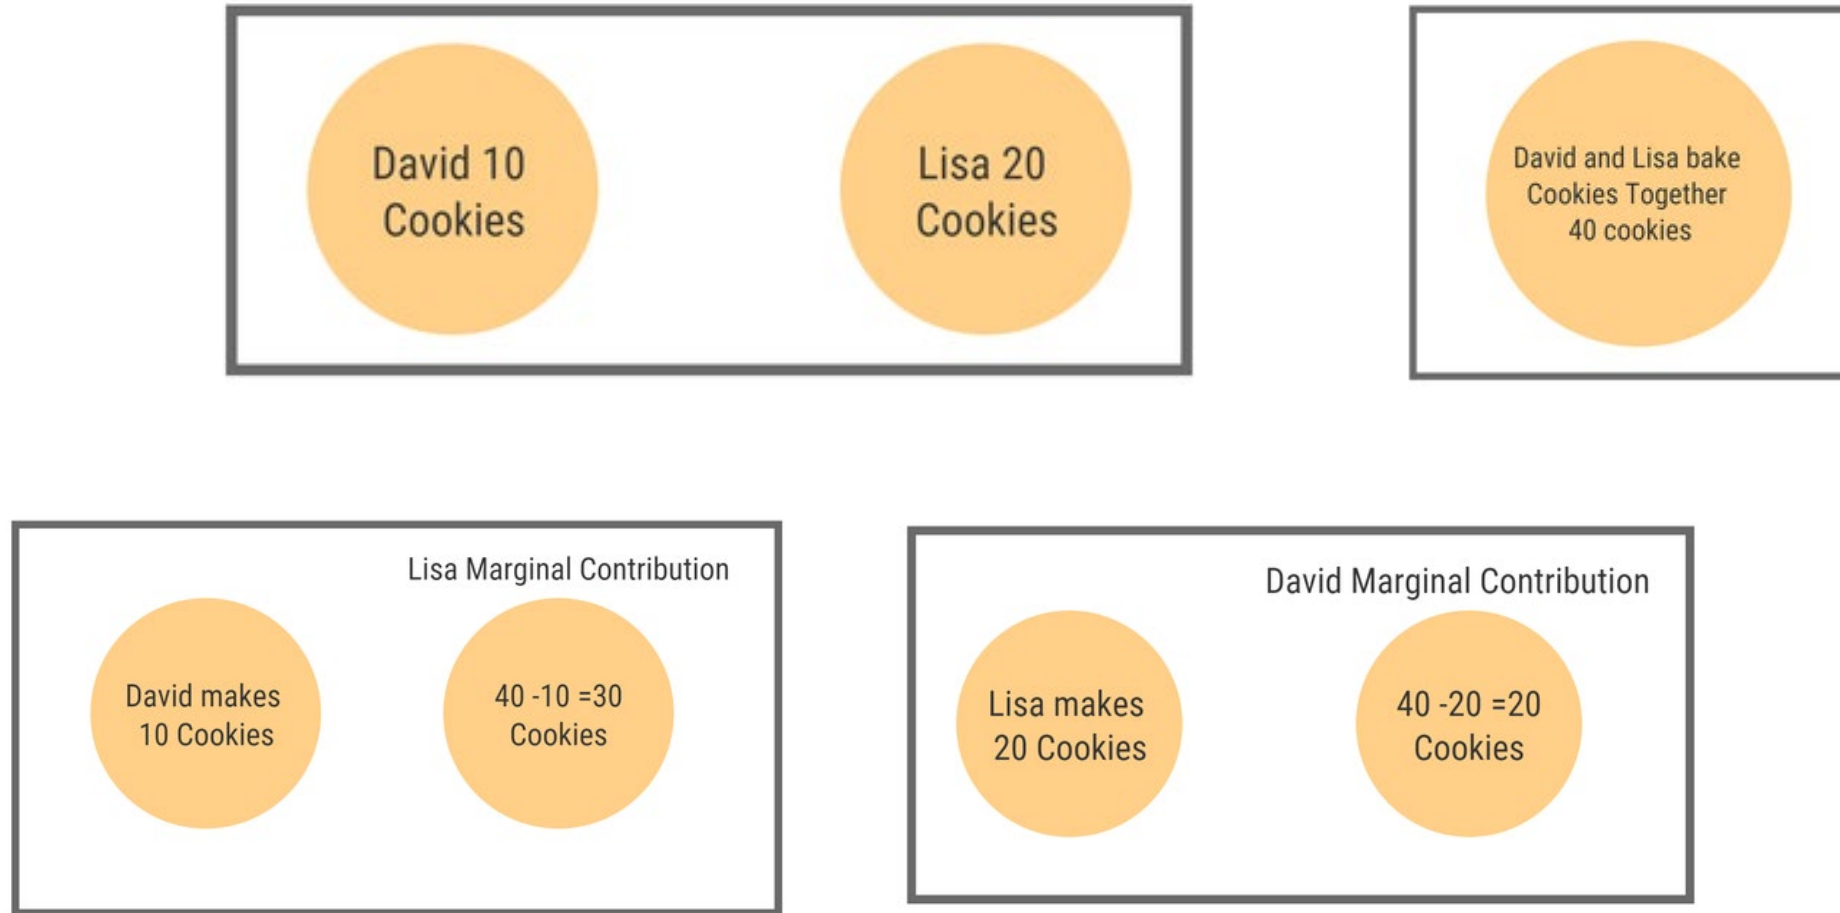 David 10
Cookies
Lisa 20
Cookies
David and Lisa bake
Cookies Together
40 cookies
Lisa Marginal Contribution
David makes
10 Cookies
40 -10 =30
Cookies
David Marginal Contribution
Lisa makes
20 Cookies
40 -20 =20
Cookies